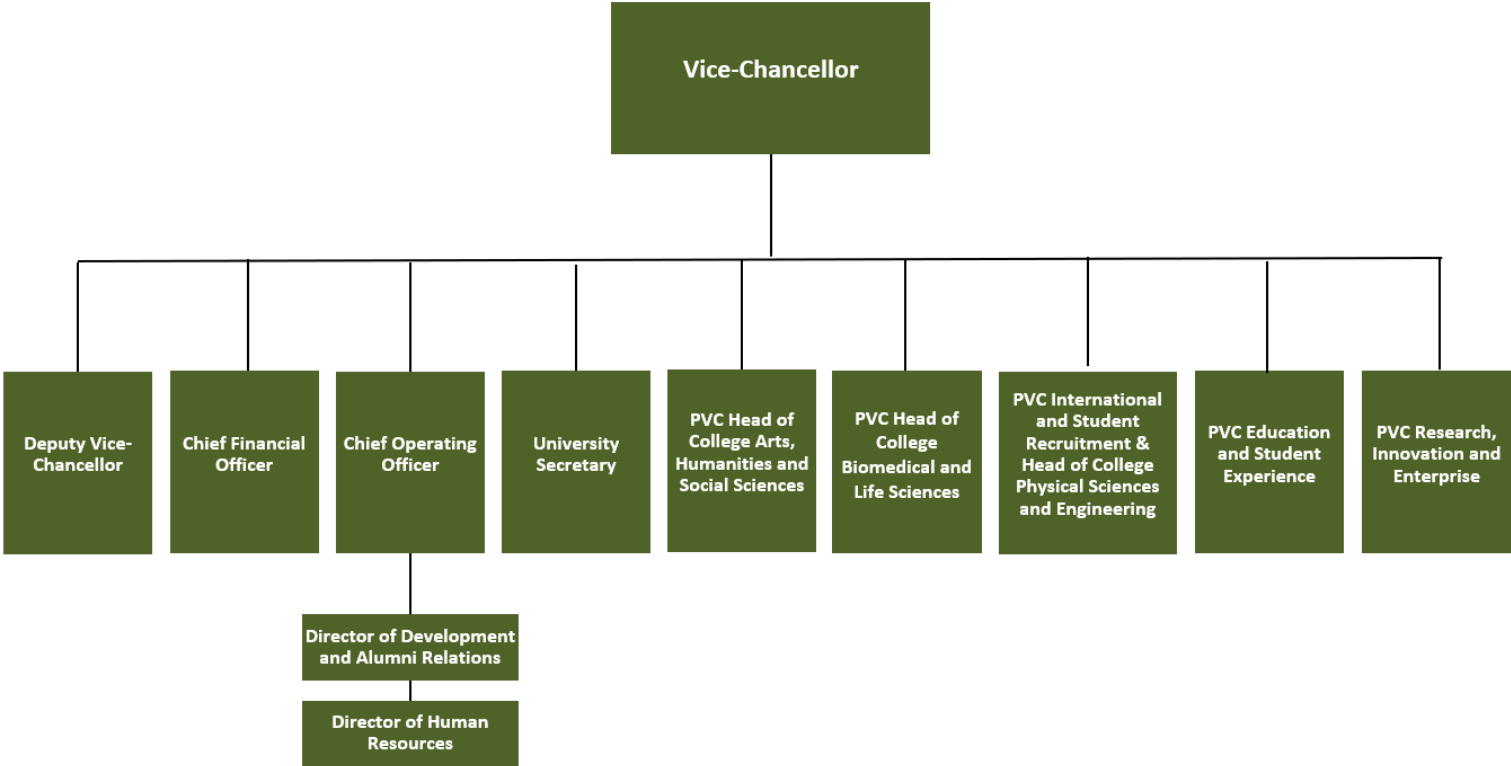 Vice-Chancellor
Deputy Vice-
Chancellor
Chief Financial
Officer
Chief Operating
Officer
University
Secretary
PVC Head of
College Arts,
Humanities and
Social Sciences
PVC Head of
College
Biomedical and
Life Sciences
PVC International
and Student
Recruitment &
Head of College
Physical Sciences
and Engineering
PVC Education
and Student
Experience
PVC Research,
Innovation and
Enterprise
Director of Development
and Alumni Relations
Director of Human
Resources